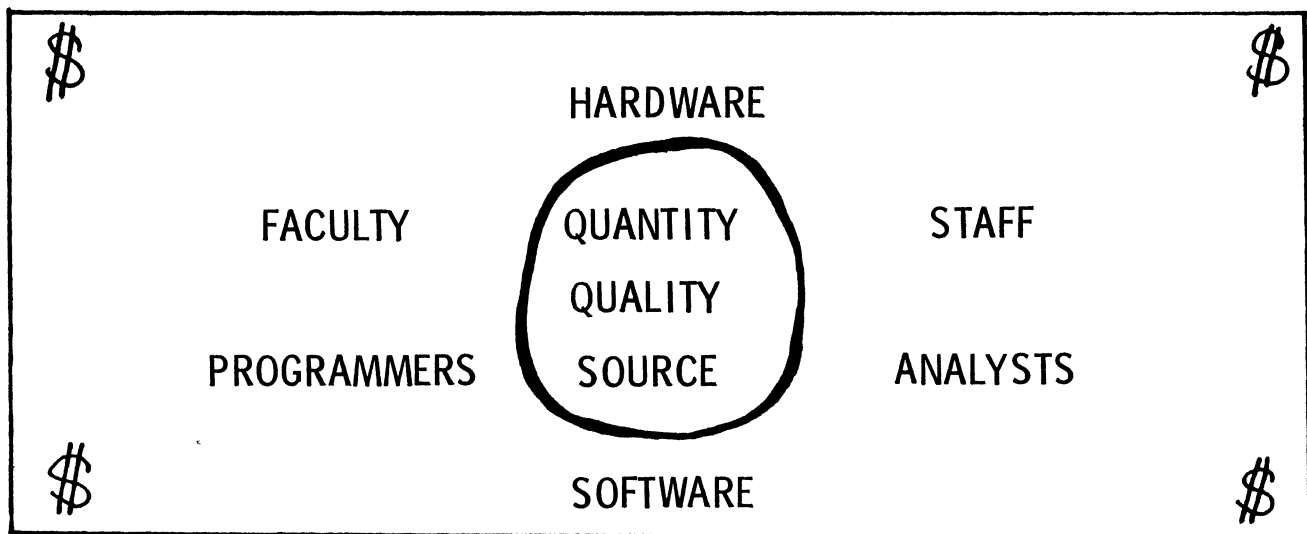 $ $
HARDWARE
FACULTY QUANTITY STAFF
QUALITY
PROGRAMMERS SOURCE ANALYSTS
$ SOFTWARE $